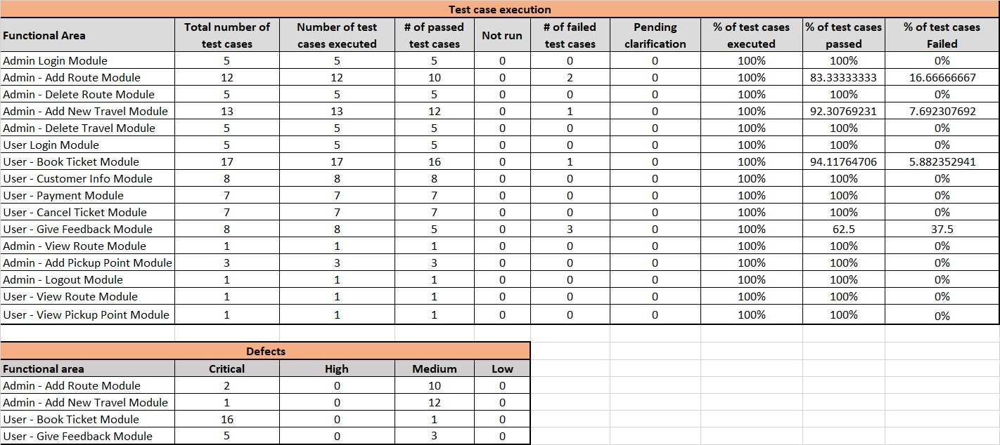 Test case execution
Functional Area Total number of test cases Number of test cases executed # of passed test cases Not run # of failed test cases Pending clarification % of test cases executed % of test cases passed % of test cases Failed
Admin Login Module 5 5 5 0 0 0 100% 100% 0%
Admin - Add Route Module 12 12 10 0 2 0 100% 83.33333333 16.66666667
Admin - Delete Route Module 5 5 5 0 0 0 100% 100% 0%
Admin - Add New Travel Module 13 13 12 0 1 0 100% 92.30769231 7.692307692
Admin - Delete Travel Module 5 5 5 0 0 0 100% 100% 0%
User Login Module 5 5 5 0 0 0 100% 100% 0%
User - Book Ticket Module 17 17 16 0 1 0 100% 94.11764706 5.882352941
User - Customer Info Module 8 8 8 0 0 0 100% 100% 0%
User - Payment Module 7 7 7 0 0 0 100% 100% 0%
User - Cancel Ticket Module 7 7 7 0 0 0 100% 100% 0%
User - Give Feedback Module 8 8 5 0 3 0 100% 62.5 37.5
Admin - View Route Module 1 1 1 0 0 0 100% 100% 0%
Admin - Add Pickup Point Module 3 3 3 0 0 0 100% 100% 0%
Admin - Logout Module 1 1 1 0 0 0 100% 100% 0%
User - View Route Module 1 1 1 0 0 0 100% 100% 0%
User - View Pickup Point Module 1 1 1 0 0 0 100% 100% 0%
Defects
Functional area Critical High Medium Low
Admin - Add Route Module 2 0 10 0
Admin - Add New Travel Module 1 0 12 0
User - Book Ticket Module 16 0 1 0
User - Give Feedback Module 5 0 3 0